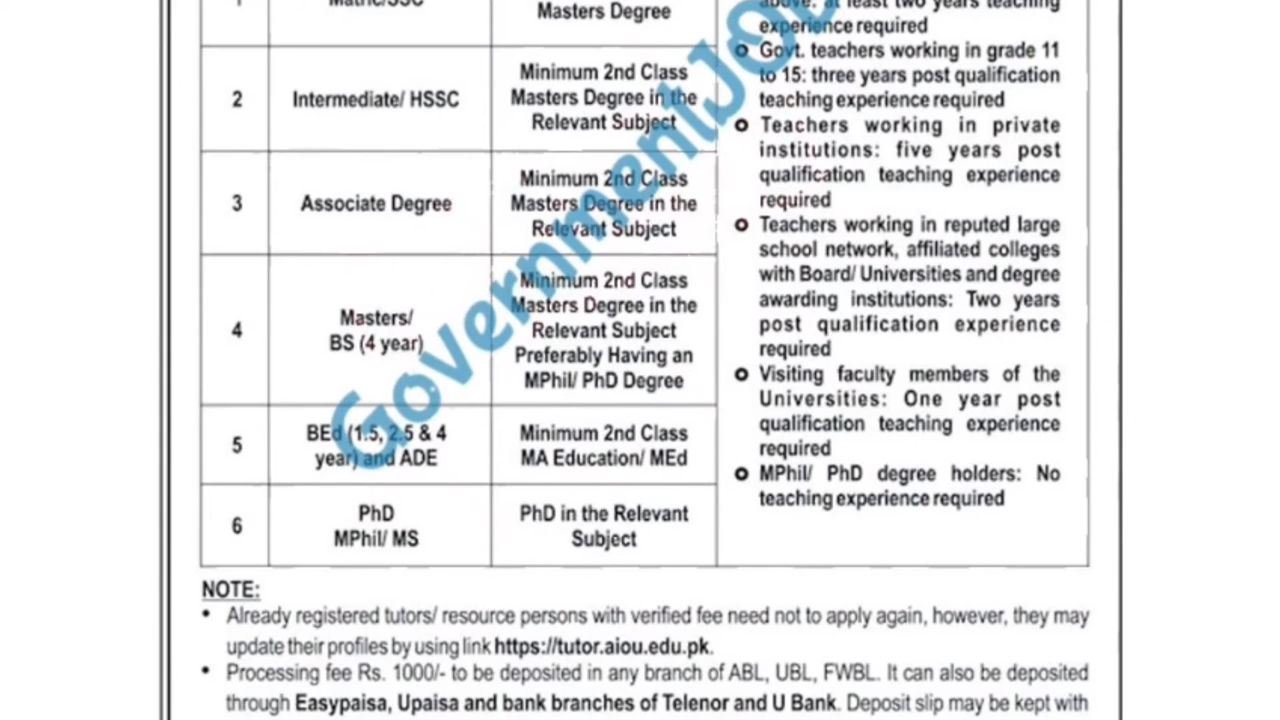 1
Matric/SSC
Masters Degree
above: at least two years teaching
experience required
Govt. teachers working in grade 11
to 15: three years post qualification
teaching experience required
Teachers working in private
institutions: five years post
qualification teaching experience
required
Teachers working in reputed large
school network, affiliated colleges
with Board/ Universities and degree
awarding institutions: Two years
post qualification experience
required
Visiting faculty members of the
Universities: One year post
qualification teaching experience
required
MPhil/ PhD degree holders: No
teaching experience required
2
Intermediate/ HSSC
Minimum 2nd Class
Masters Degree in the
Relevant Subject
3
Associate Degree
Minimum 2nd Class
Masters Degree in the
Relevant Subject
4
Masters/
BS (4 year)
Minimum 2nd Class
Masters Degree in the
Relevant Subject
Preferably Having an
MPhil/ PhD Degree
5
BEd (1.5, 2.5 & 4
year) and ADE
Minimum 2nd Class
MA Education/ MEd
6
PhD
MPhil/ MS
PhD in the Relevant
Subject
GovernmentJOB
NOTE:
• Already registered tutors/ resource persons with verified fee need not to apply again, however, they may
update their profiles by using link https://tutor.aiou.edu.pk.
• Processing fee Rs. 1000/- to be deposited in any branch of ABL, UBL, FWBL. It can also be deposited
through Easypaisa, Upaisa and bank branches of Telenor and U Bank. Deposit slip may be kept with